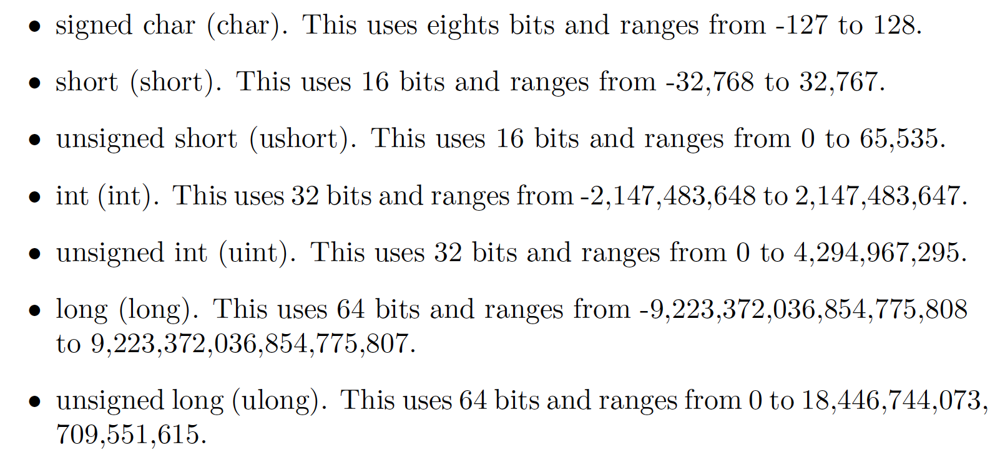 • signed char (char). This uses eights bits and ranges from -127 to 128.
• short (short). This uses 16 bits and ranges from -32,768 to 32,767.
• unsigned short (ushort). This uses 16 bits and ranges from 0 to 65,535.
• int (int). This uses 32 bits and ranges from -2,147,483,648 to 2,147,483,647.
• unsigned int (uint). This uses 32 bits and ranges from 0 to 4,294,967,295.
• long (long). This uses 64 bits and ranges from -9,223,372,036,854,775,808
to 9,223,372,036,854,775,807.
• unsigned long (ulong). This uses 64 bits and ranges from 0 to 18,446,744,073,
709,551,615.